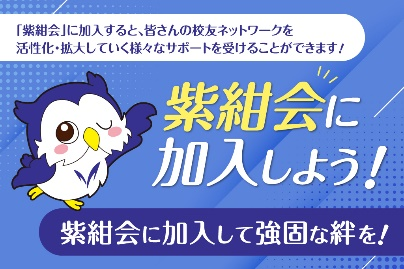 「紫紺会」に加入すると、皆さんの校友ネットワークを
活性化・拡大していく様々なサポートを受けることができます！
紫紺会に
加入しよう！
紫紺会に加入して強固な絆を！